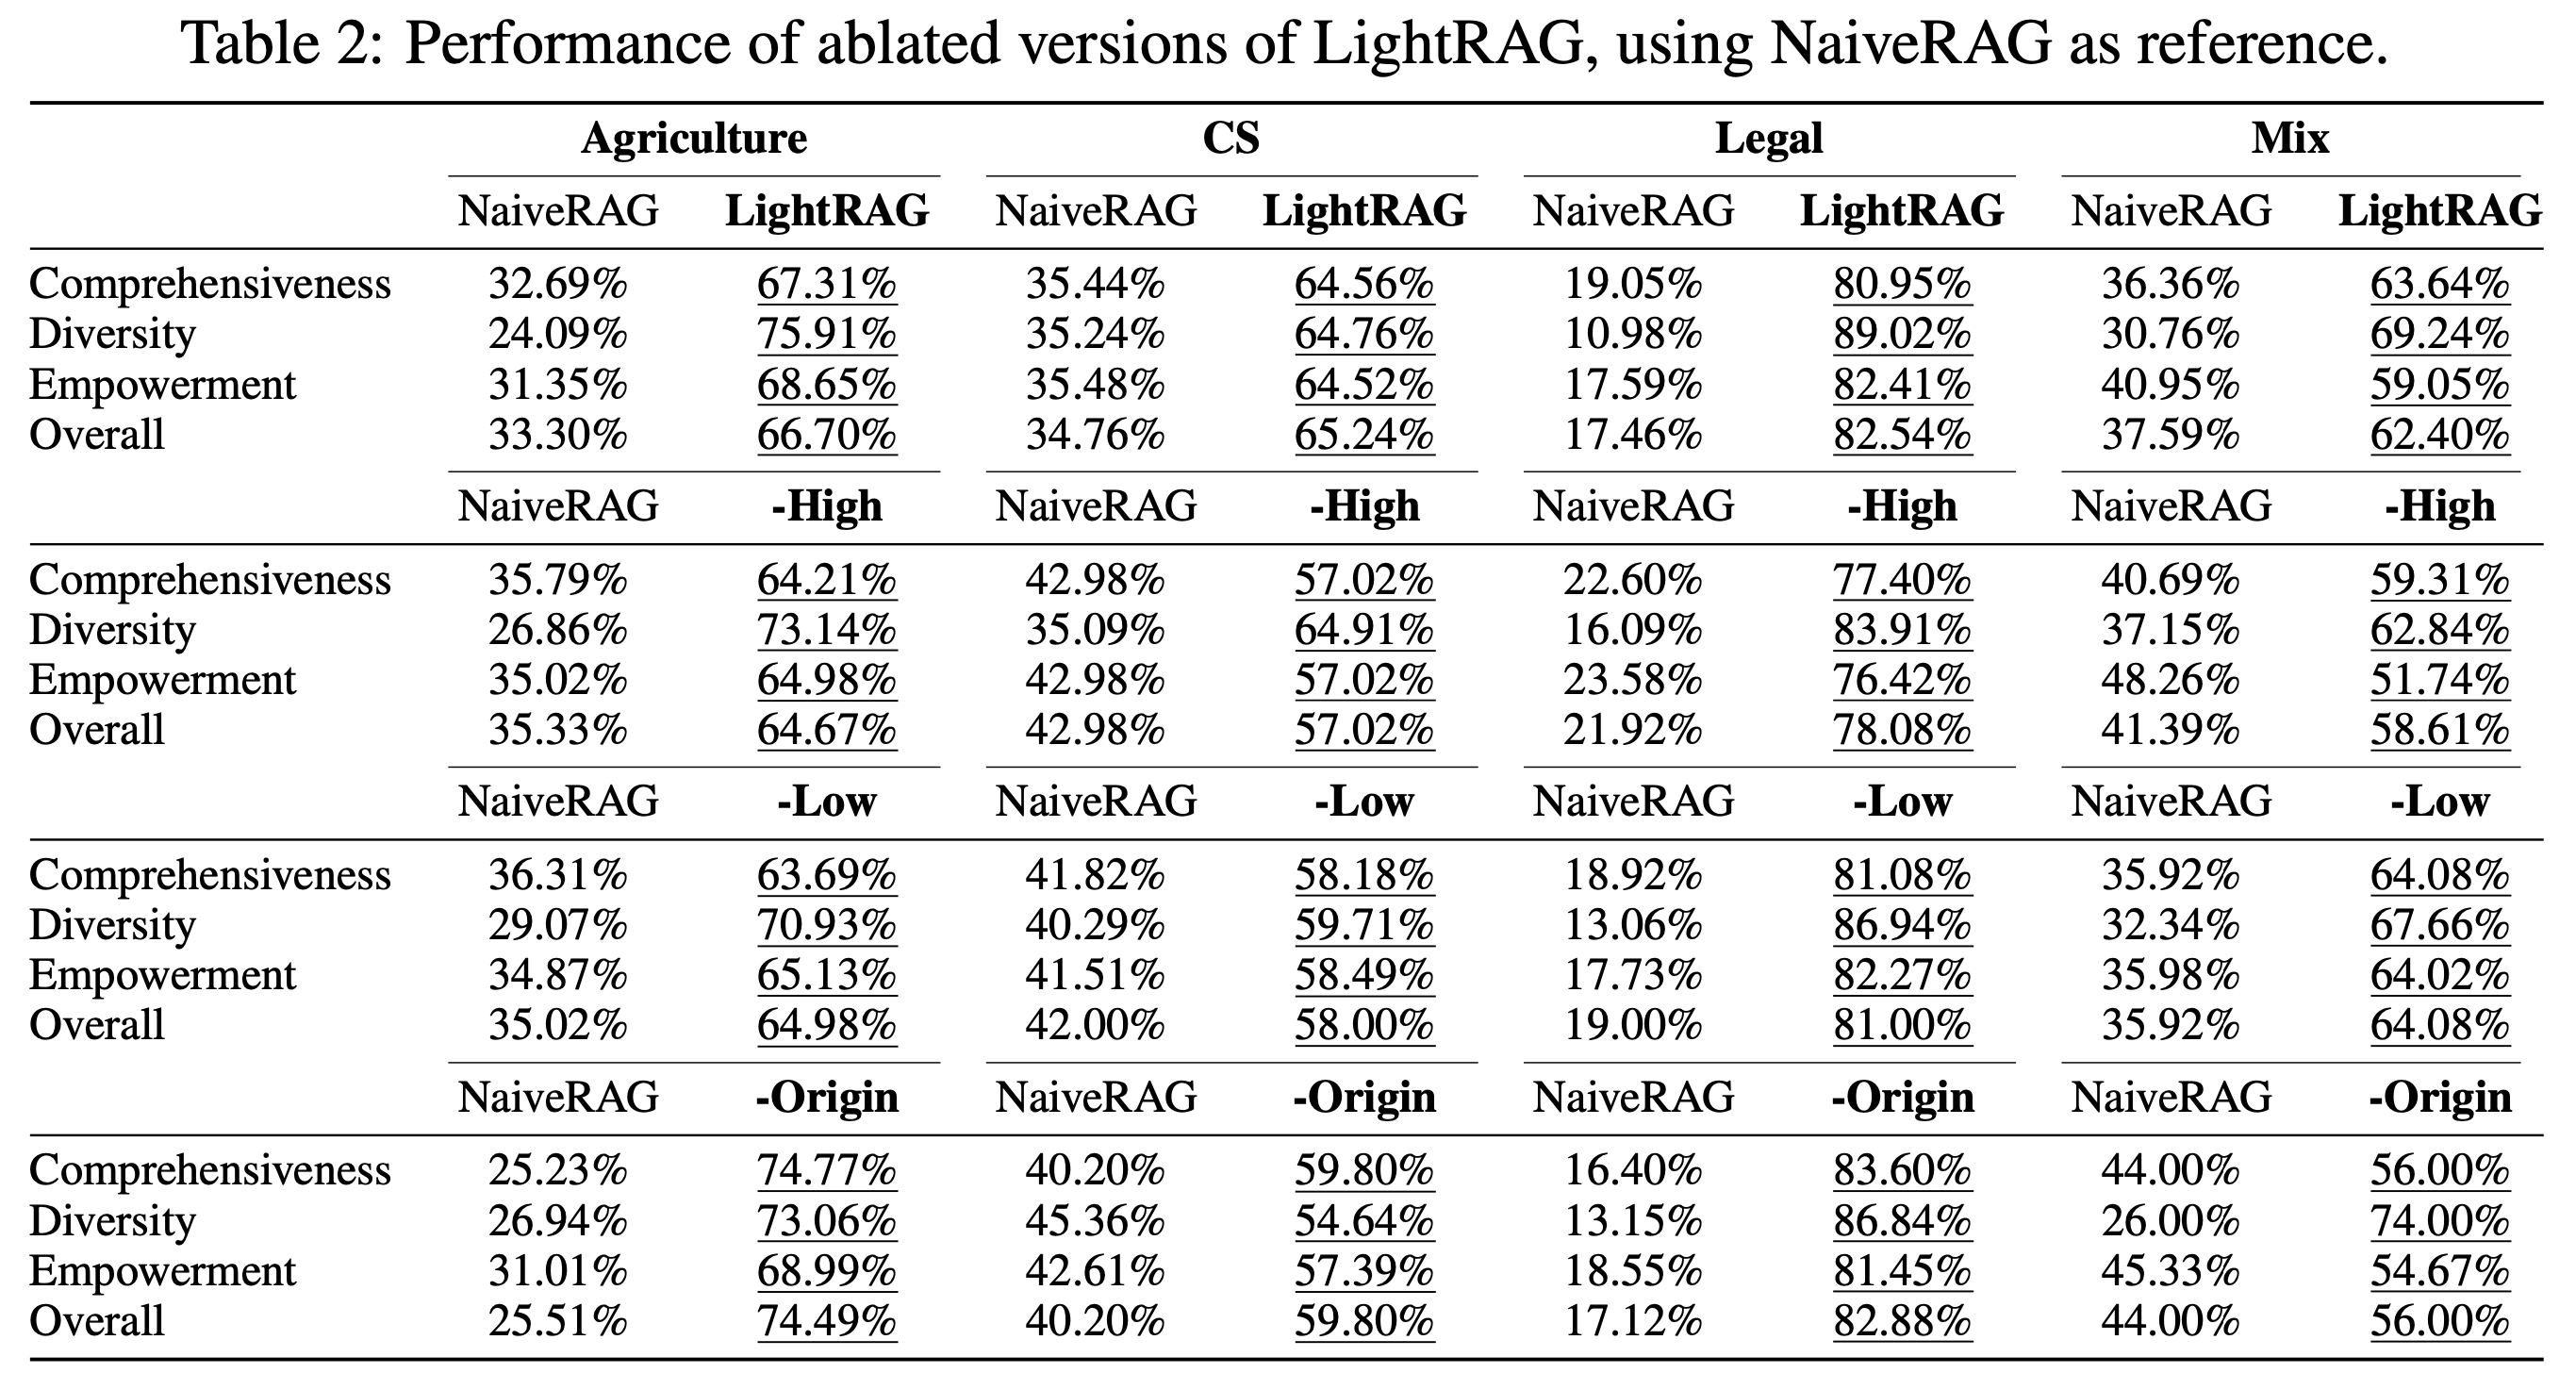 Table 2: Performance of ablated versions of LightRAG, using NaiveRAG as reference.
Agriculture CS Legal Mix
NaiveRAG LightRAG NaiveRAG LightRAG NaiveRAG LightRAG NaiveRAG LightRAG
Comprehensiveness 32.69% 67.31% 35.44% 64.56% 19.05% 80.95% 36.36% 63.64%
Diversity 24.09% 75.91% 35.24% 64.76% 10.98% 89.02% 30.76% 69.24%
Empowerment 31.35% 68.65% 35.48% 64.52% 17.59% 82.41% 40.95% 59.05%
Overall 33.30% 66.70% 34.76% 65.24% 17.46% 82.54% 37.59% 62.40%
NaiveRAG -High NaiveRAG -High NaiveRAG -High NaiveRAG -High
Comprehensiveness 35.79% 64.21% 42.98% 57.02% 22.60% 77.40% 40.69% 59.31%
Diversity 26.86% 73.14% 35.09% 64.91% 16.09% 83.91% 37.15% 62.84%
Empowerment 35.02% 64.98% 42.98% 57.02% 23.58% 76.42% 48.26% 51.74%
Overall 35.33% 64.67% 42.98% 57.02% 21.92% 78.08% 41.39% 58.61%
NaiveRAG -Low NaiveRAG -Low NaiveRAG -Low NaiveRAG -Low
Comprehensiveness 36.31% 63.69% 41.82% 58.18% 18.92% 81.08% 35.92% 64.08%
Diversity 29.07% 70.93% 40.29% 59.71% 13.06% 86.94% 32.34% 67.66%
Empowerment 34.87% 65.13% 41.51% 58.49% 17.73% 82.27% 35.98% 64.02%
Overall 35.02% 64.98% 42.00% 58.00% 19.00% 81.00% 35.92% 64.08%
NaiveRAG -Origin NaiveRAG -Origin NaiveRAG -Origin NaiveRAG -Origin
Comprehensiveness 25.23% 74.77% 40.20% 59.80% 16.40% 83.60% 44.00% 56.00%
Diversity 26.94% 73.06% 45.36% 54.64% 13.15% 86.84% 26.00% 74.00%
Empowerment 31.01% 68.99% 42.61% 57.39% 18.55% 81.45% 45.33% 54.67%
Overall 25.51% 74.49% 40.20% 59.80% 17.12% 82.88% 44.00% 56.00%